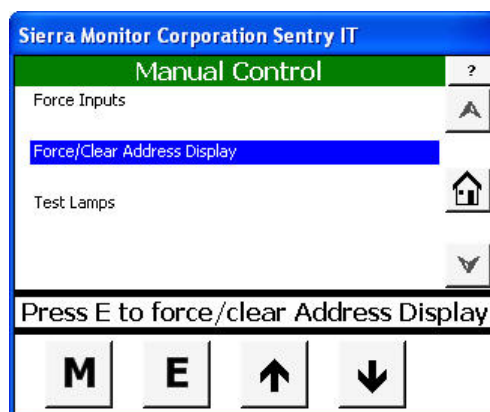 Sierra Monitor Corporation Sentry IT
Manual Control
?
Force Inputs
Force/Clear Address Display
Test Lamps
Press E to force/clear Address Display
M E